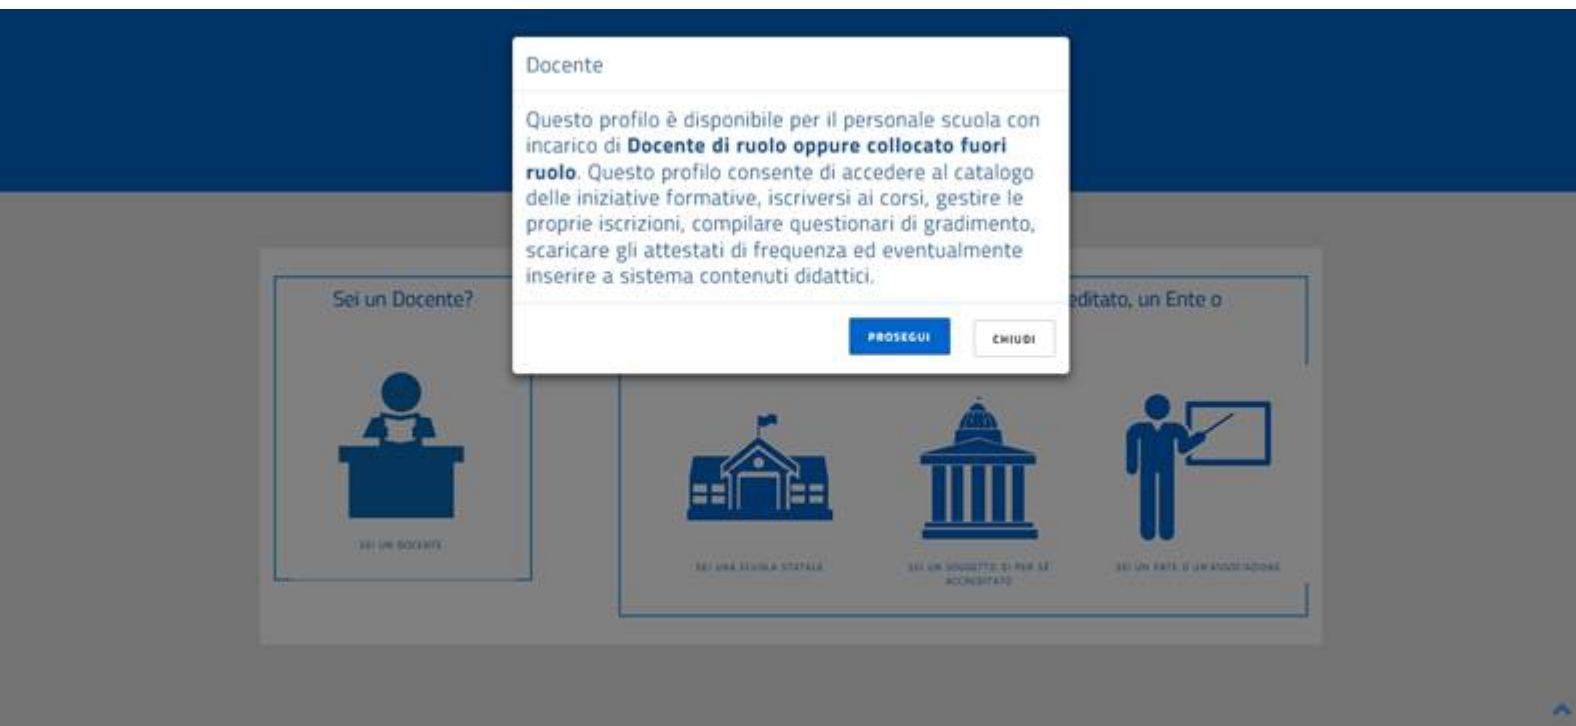 Docente
Questo profilo è disponibile per il personale scuola con
incarico di Docente di ruolo oppure collocato fuori
ruolo. Questo profilo consente di accedere al catalogo
delle iniziative formative, iscriversi ai corsi, gestire le
proprie iscrizioni, compilare questionari di gradimento,
scaricare gli attestati di frequenza ed eventualmente
inserire a sistema contenuti didattici.
PROSEGUI
CHIUDI
Sei un Docente?
editato, un Ente o
SEI UN DOCENTE
SEI UNA SCUOLA STATALE
SEI UN SOGGETTO DI PER SÉ
ACCREDITATO
SEI UN ENTE O UN'ASSOCIAZIONE